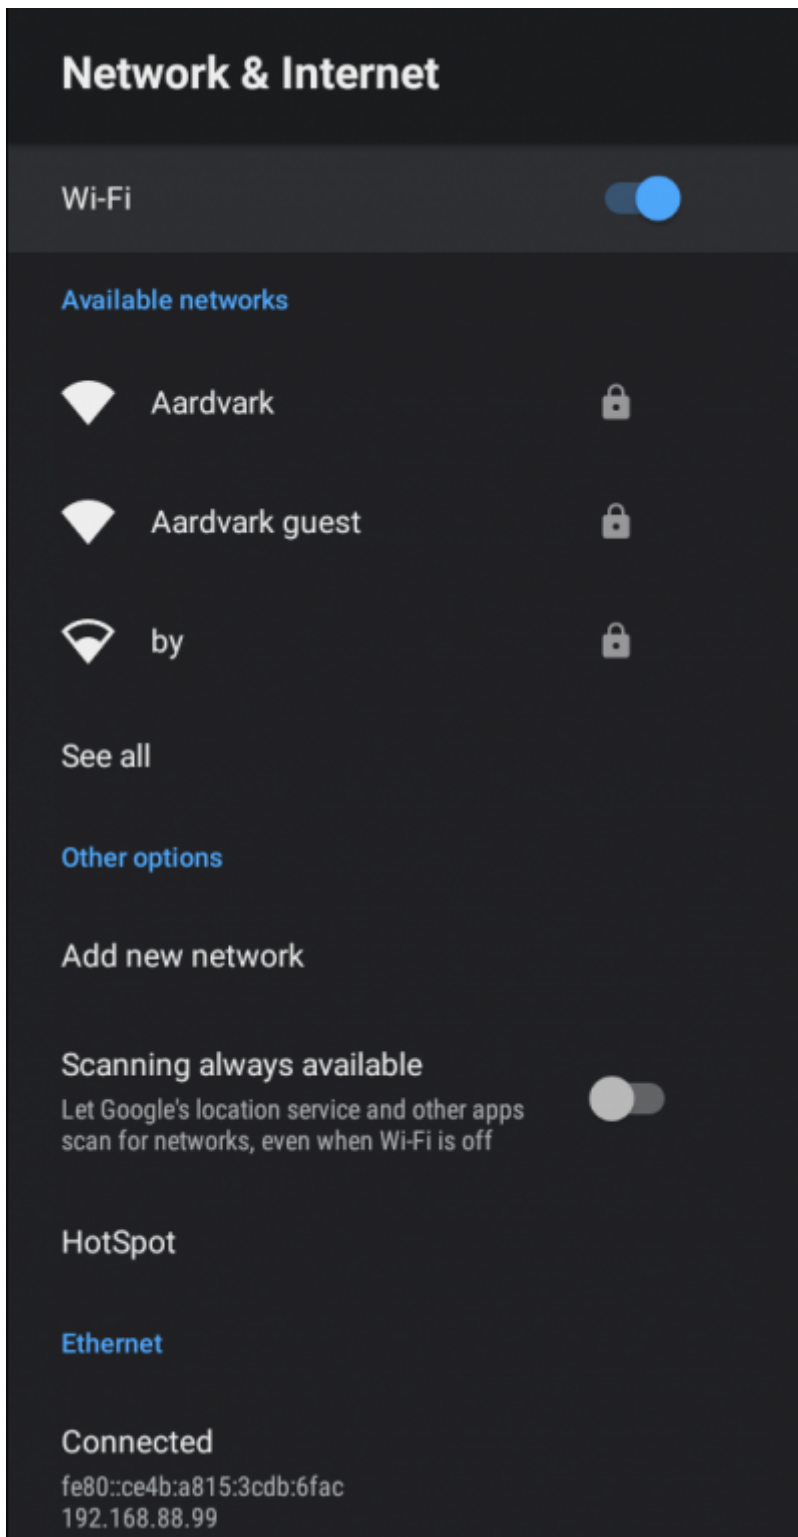 Network & Internet
Wi-Fi
Available networks
Aardvark
Aardvark guest
by
See all
Other options
Add new network
Scanning always available
Let Google's location service and other apps
scan for networks, even when Wi-Fi is off
HotSpot
Ethernet
Connected
fe80::ce4b:a815:3cdb:6fac
192.168.88.99